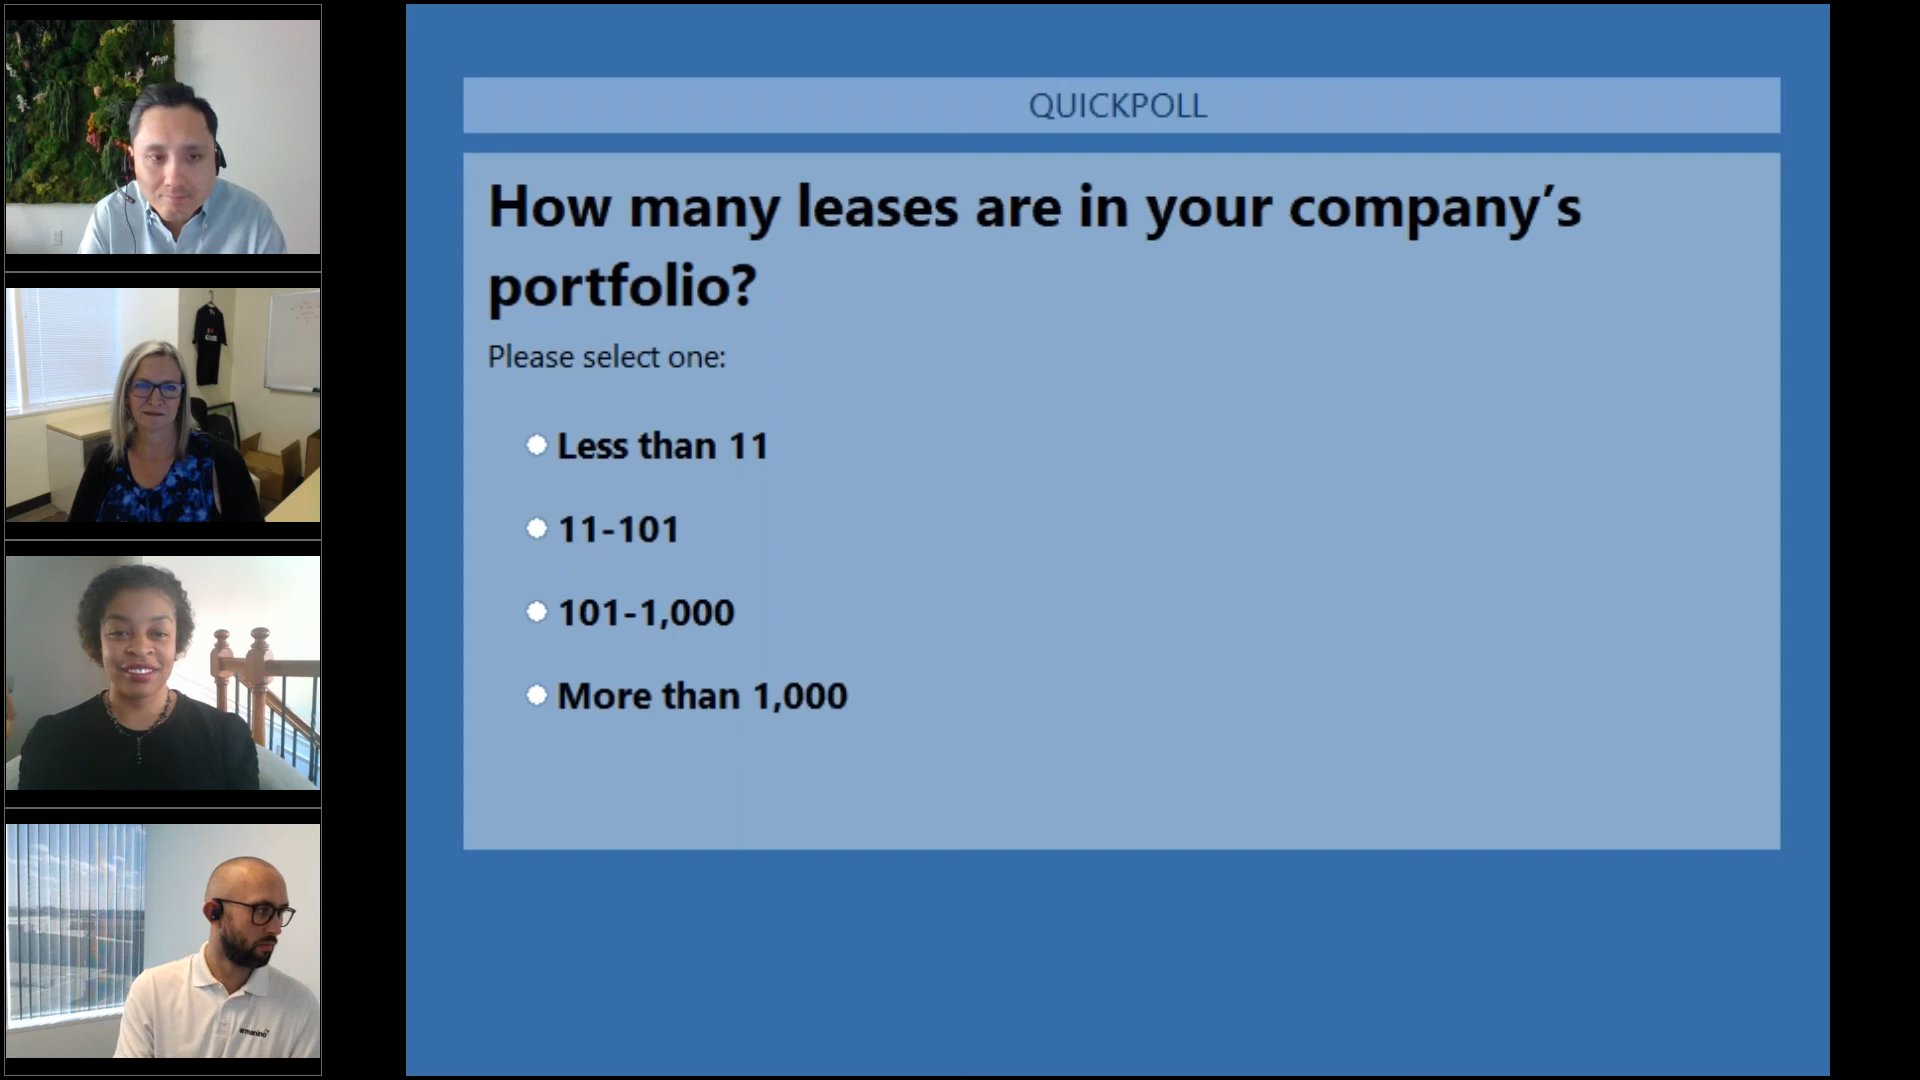 QUICKPOLL
How many leases are in your company’s
portfolio?
Please select one:
Less than 11
11-101
101-1,000
More than 1,000
armanino